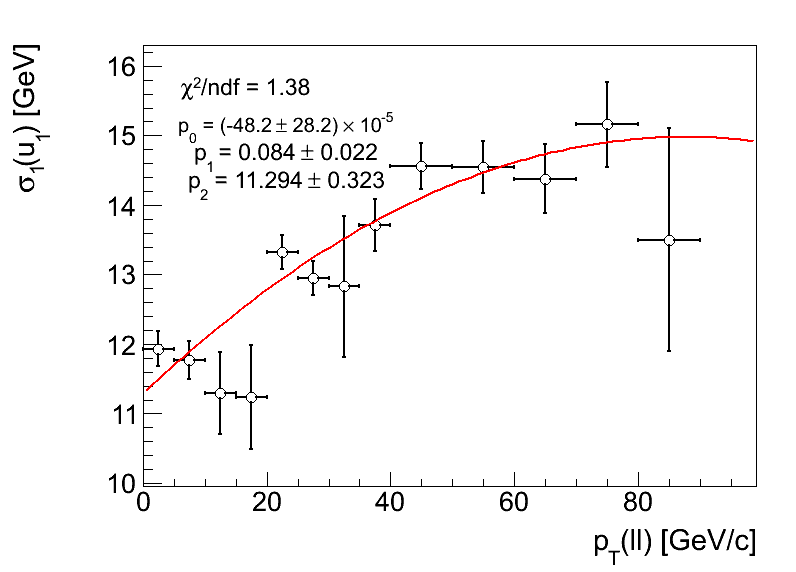 σ₁(u₁) [GeV]
16
15
14
13
12
11
10
χ²/ndf = 1.38
p₀ = (-48.2 ± 28.2) × 10⁻⁵
p₁ = 0.084 ± 0.022
p₂ = 11.294 ± 0.323
0 20 40 60 80
p_T(ll) [GeV/c]